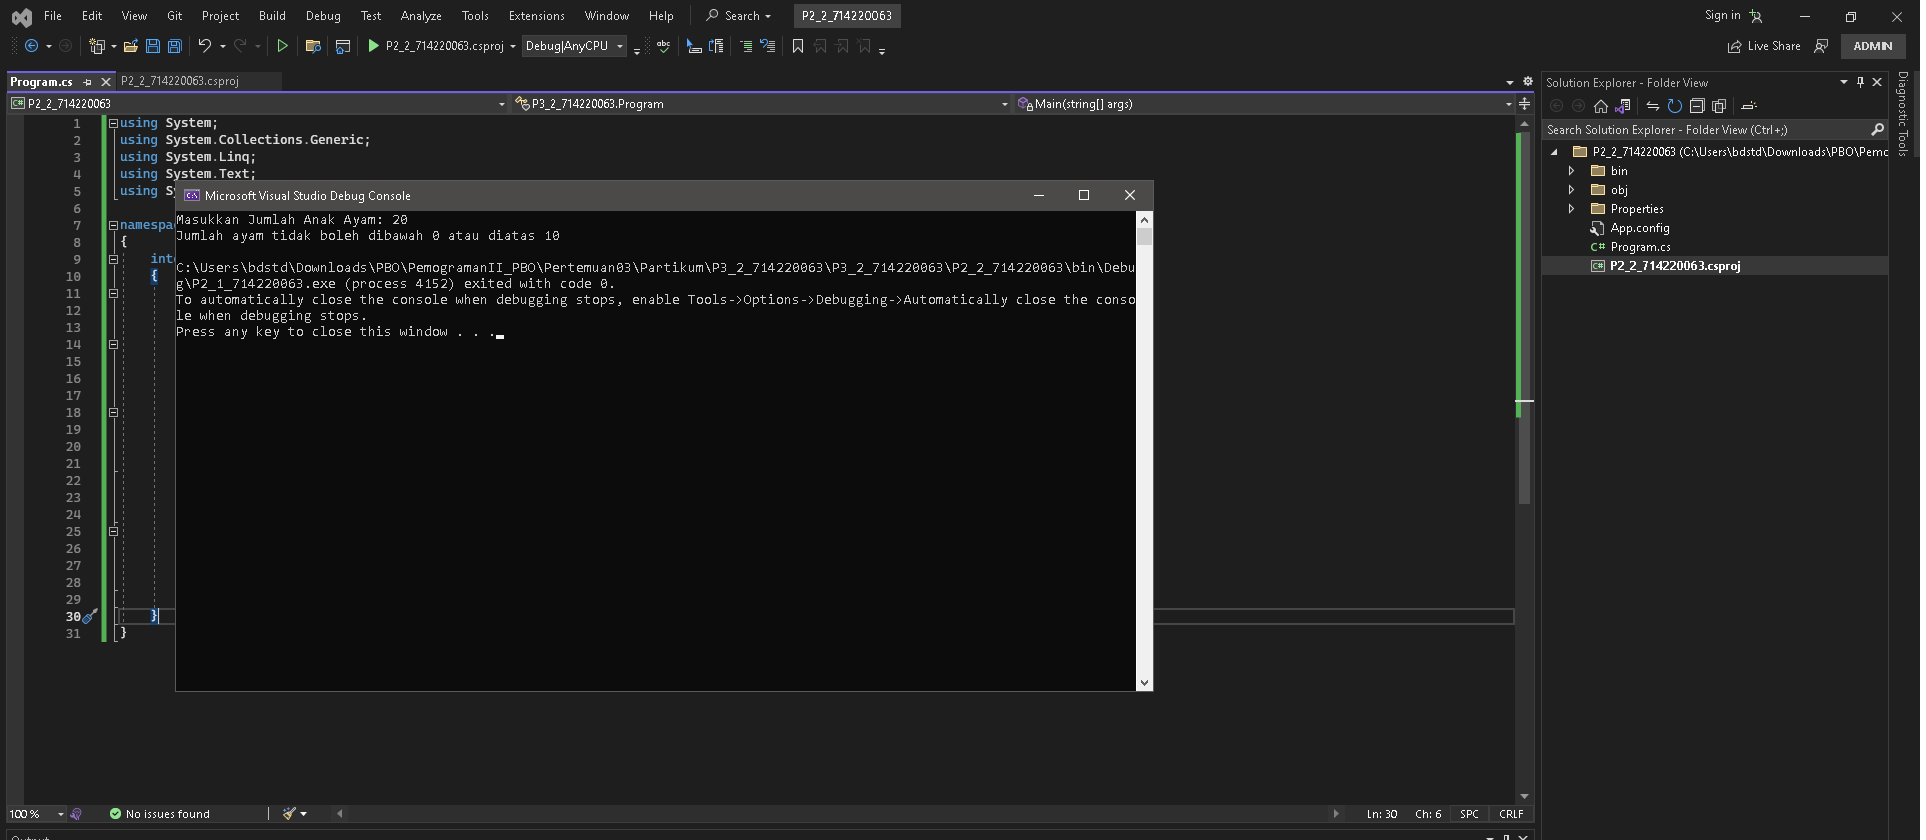 File Edit View Git Project Build Debug Test Analyze Tools Extensions Window Help Search P2_2_714220063 Sign in
P2_2_714220063.csproj Debug|AnyCPU Live Share ADMIN
Program.cs P2_2_714220063.csproj
P2_2_714220063 P3_2_714220063.Program Main(string[] args)
1 using System;
2 using System.Collections.Generic;
3 using System.Linq;
4 using System.Text;
5 using Sy
6
7 namespac
8 {
9 inte
10 {
11
12
13
14
15
16
17
18
19
20
21
22
23
24
25
26
27
28
29
30 }
31 }
Microsoft Visual Studio Debug Console
Masukkan Jumlah Anak Ayam: 20
Jumlah ayam tidak boleh dibawah 0 atau diatas 10
C:\Users\bdstd\Downloads\PBO\PemogramanII_PBO\Pertemuan03\Partikum\P3_2_714220063\P3_2_714220063\P2_2_714220063\bin\Debu
g\P2_1_714220063.exe (process 4152) exited with code 0.
To automatically close the console when debugging stops, enable Tools->Options->Debugging->Automatically close the conso
le when debugging stops.
Press any key to close this window . . .
Solution Explorer - Folder View
Search Solution Explorer - Folder View (Ctrl+;)
P2_2_714220063 (C:\Users\bdstd\Downloads\PBO\Pemo
bin
obj
Properties
App.config
C# Program.cs
C# P2_2_714220063.csproj
Diagnostic Tools
100 % No issues found Ln: 30 Ch: 6 SPC CRLF
Output